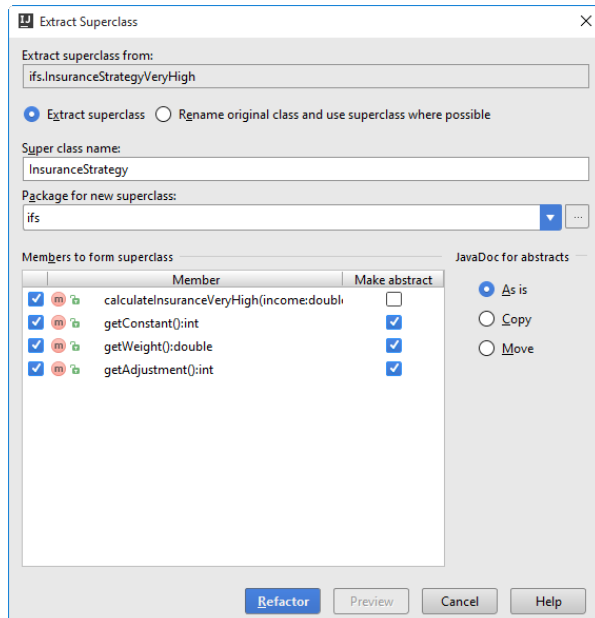 Extract Superclass
Extract superclass from:
ifs.InsuranceStrategyVeryHigh
Extract superclass Rename original class and use superclass where possible
Super class name:
InsuranceStrategy
Package for new superclass:
ifs
...
Members to form superclass
Member Make abstract
m calculateInsuranceVeryHigh(income:doubl
m getConstant():int
m getWeight():double
m getAdjustment():int
JavaDoc for abstracts
As is
Copy
Move
Refactor Preview Cancel Help